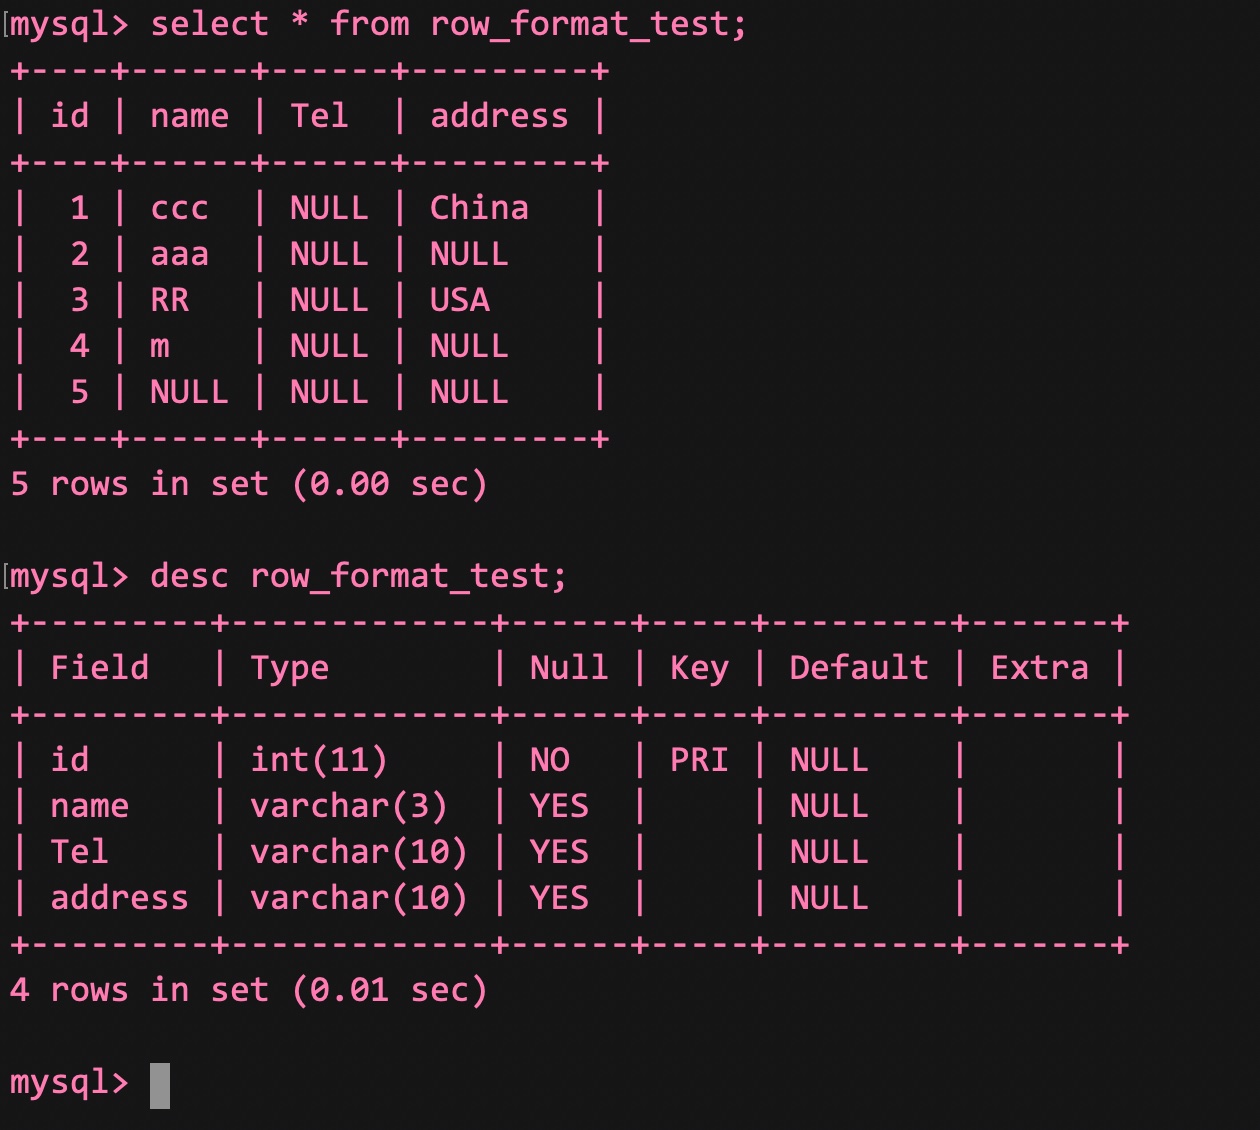 mysql> select * from row_format_test;
+----+------+------+---------+
| id | name | Tel  | address |
+----+------+------+---------+
|  1 | ccc  | NULL | China   |
|  2 | aaa  | NULL | NULL    |
|  3 | RR   | NULL | USA     |
|  4 | m    | NULL | NULL    |
|  5 | NULL | NULL | NULL    |
+----+------+------+---------+
5 rows in set (0.00 sec)

mysql> desc row_format_test;
+---------+-------------+------+-----+---------+-------+
| Field   | Type        | Null | Key | Default | Extra |
+---------+-------------+------+-----+---------+-------+
| id      | int(11)     | NO   | PRI | NULL    |       |
| name    | varchar(3)  | YES  |     | NULL    |       |
| Tel     | varchar(10) | YES  |     | NULL    |       |
| address | varchar(10) | YES  |     | NULL    |       |
+---------+-------------+------+-----+---------+-------+
4 rows in set (0.01 sec)

mysql>